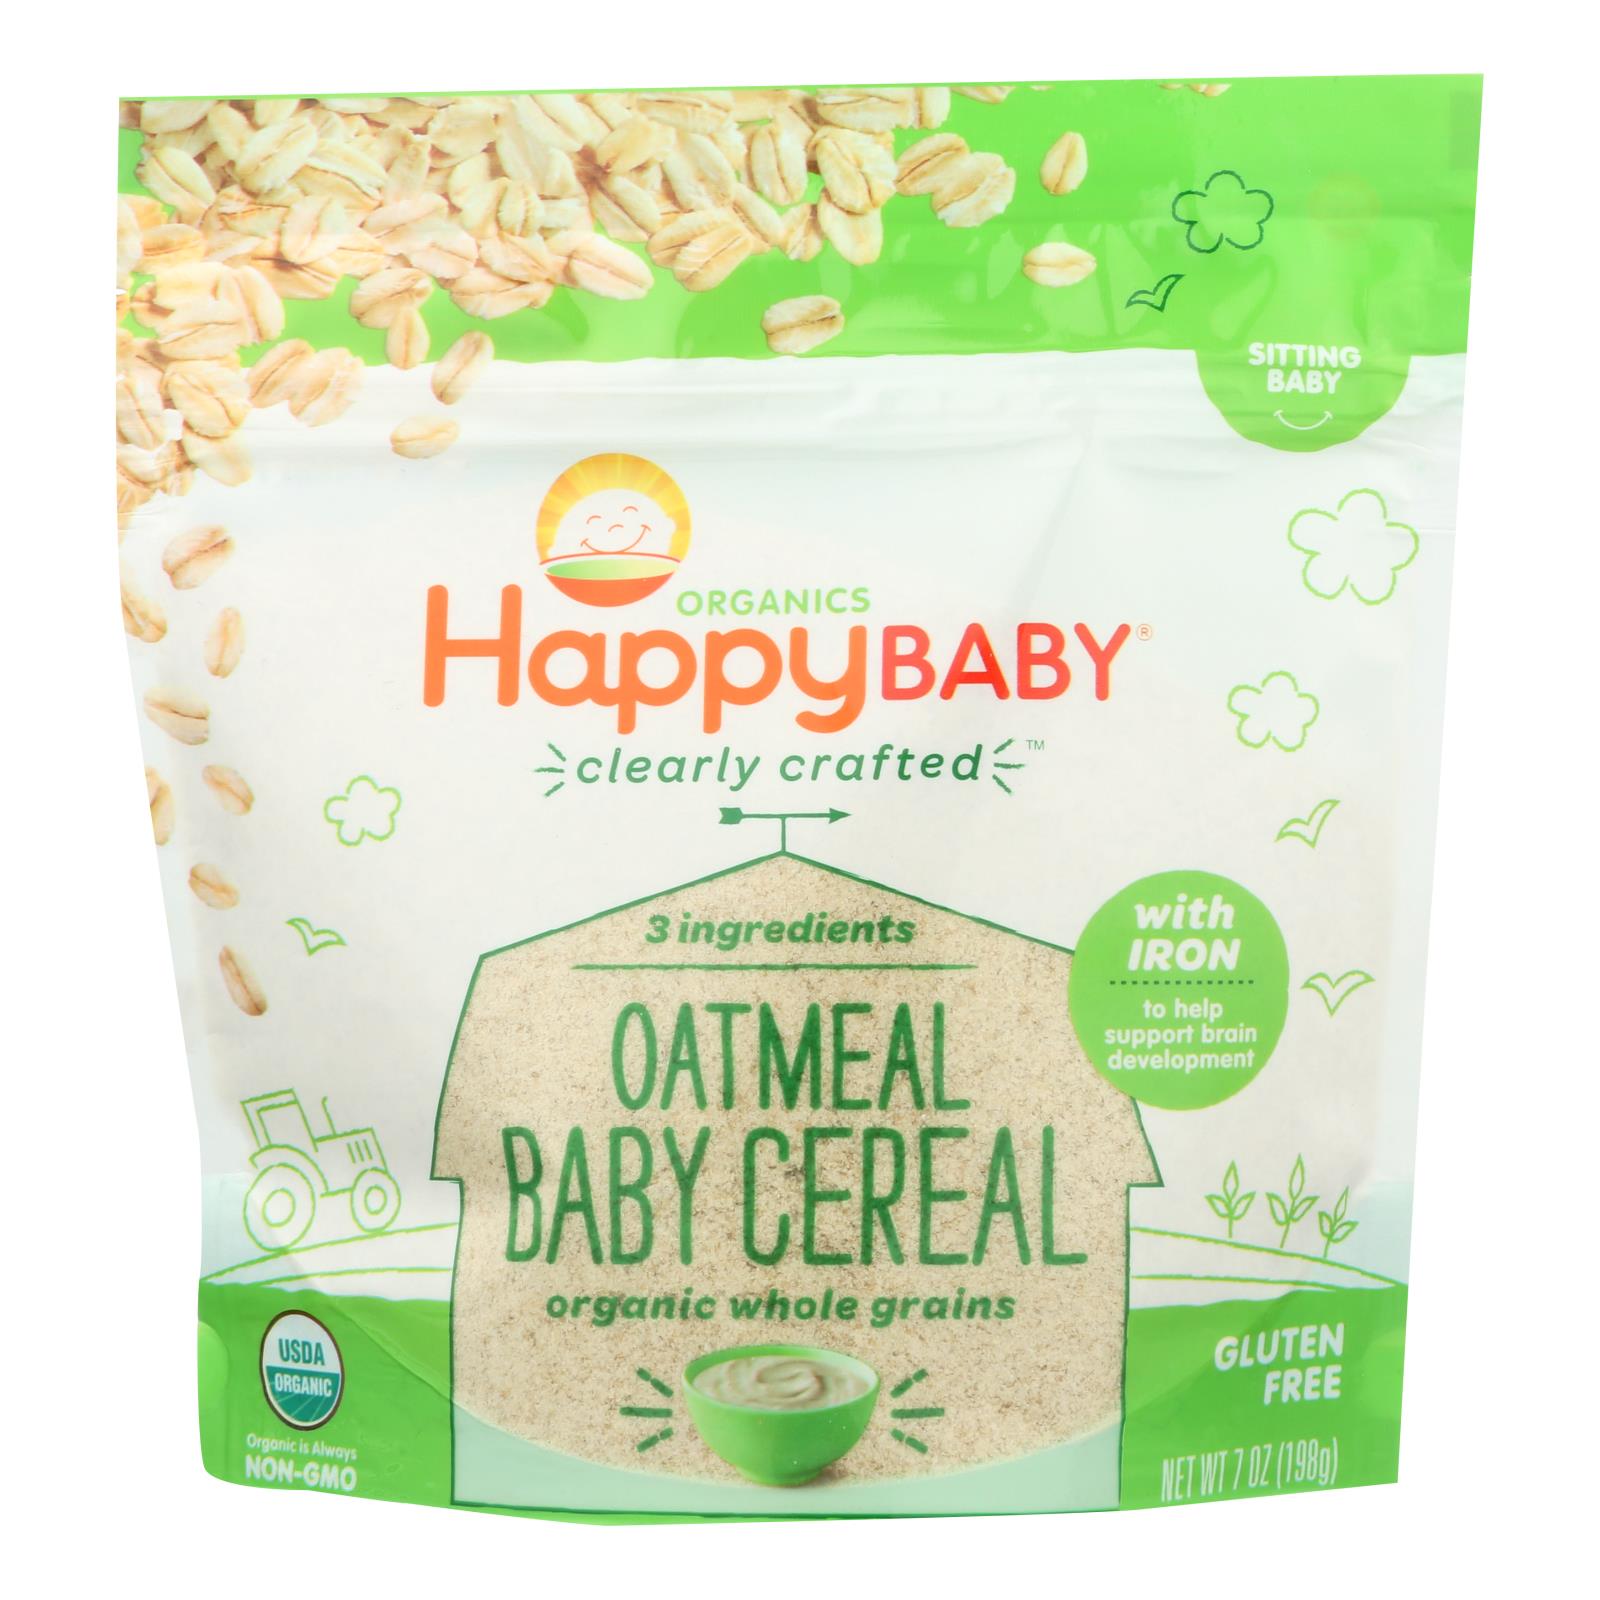 SITTING
BABY
ORGANICS
HappyBABY®
clearly crafted™
3 ingredients
OATMEAL
BABY CEREAL
organic whole grains
with
IRON
to help
support brain
development
USDA
ORGANIC
Organic is Always
NON-GMO
GLUTEN
FREE
NET WT 7 OZ (198g)